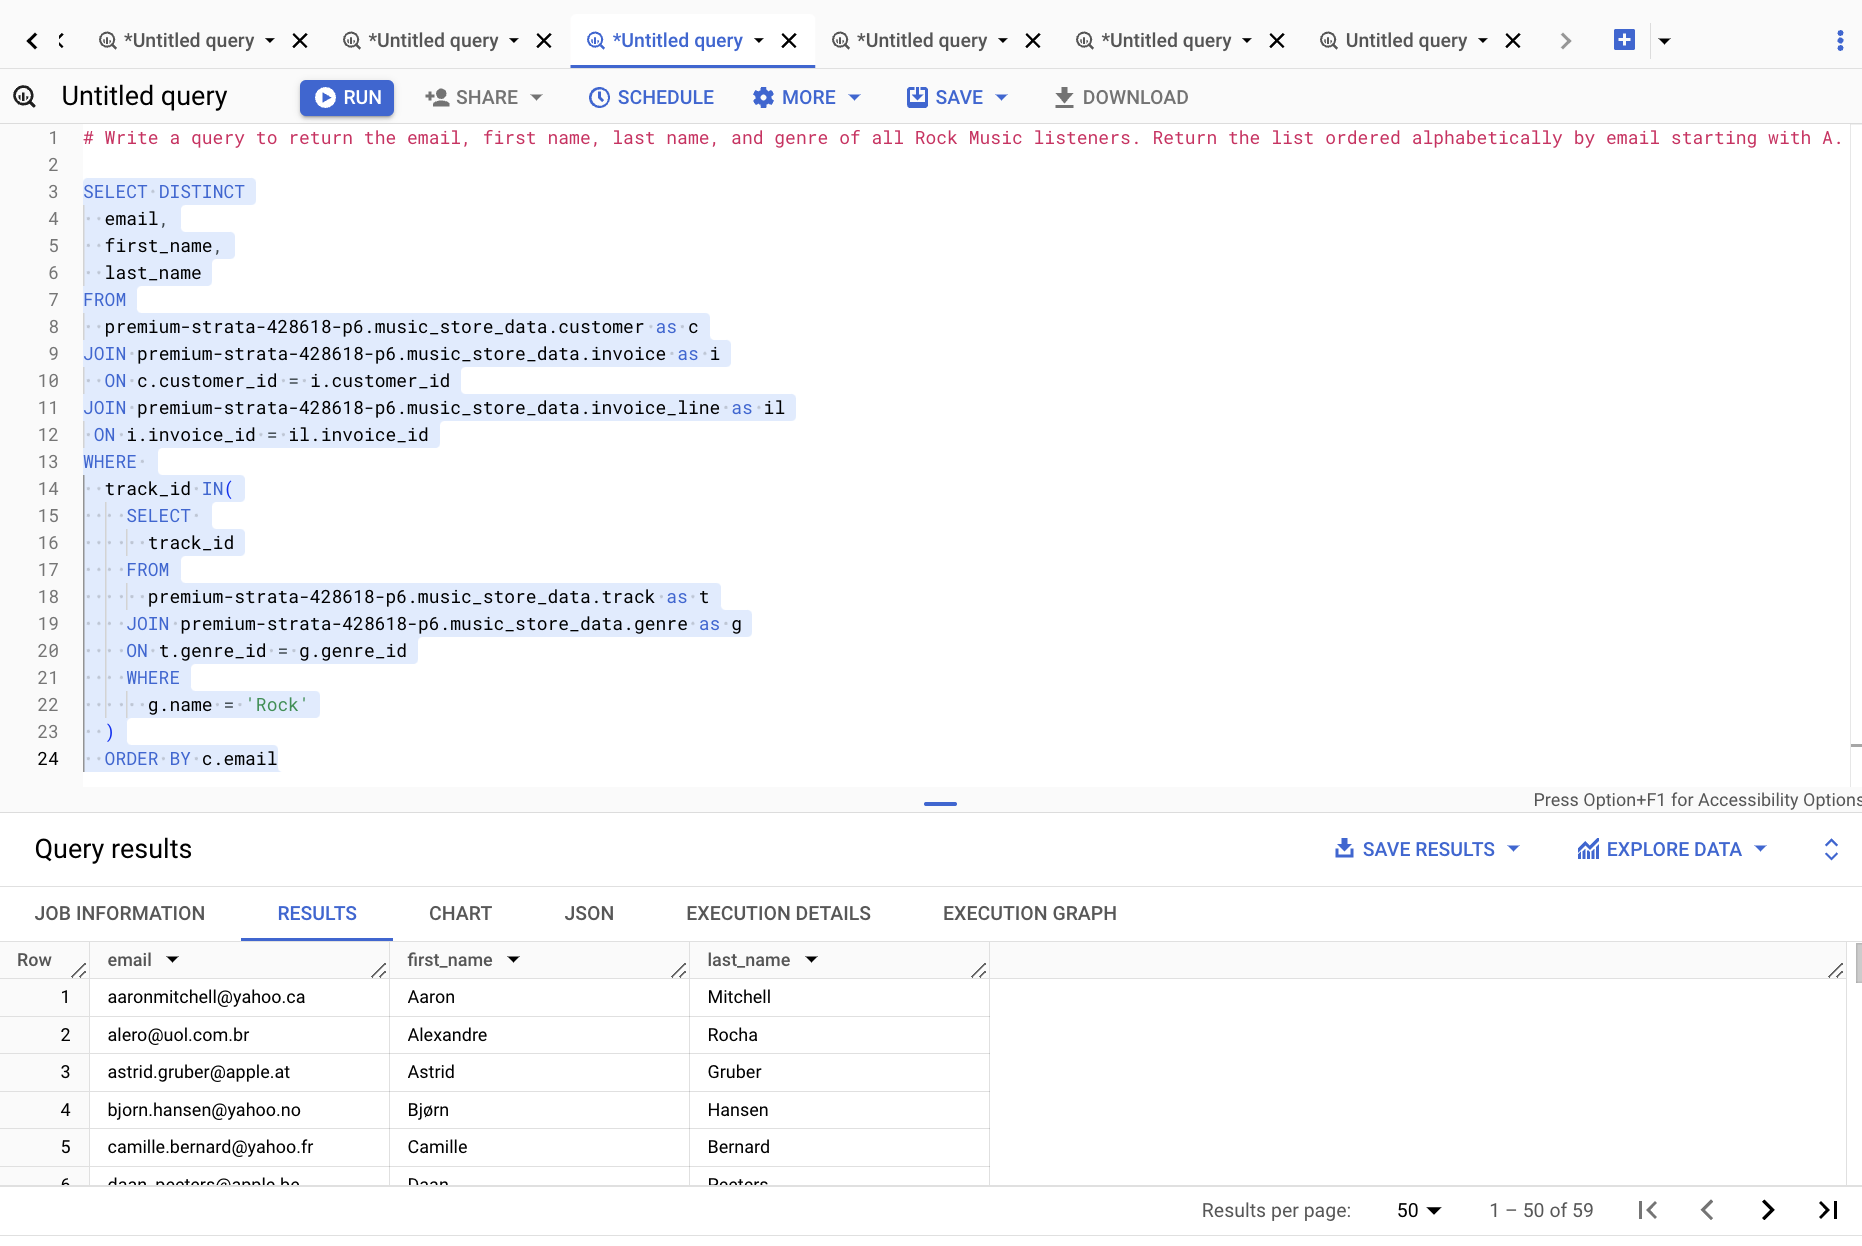 *Untitled query *Untitled query *Untitled query *Untitled query *Untitled query Untitled query
Untitled query RUN SHARE SCHEDULE MORE SAVE DOWNLOAD
1 # Write a query to return the email, first name, last name, and genre of all Rock Music listeners. Return the list ordered alphabetically by email starting with A.
2
3 SELECT DISTINCT
4 email,
5 first_name,
6 last_name
7 FROM
8 premium-strata-428618-p6.music_store_data.customer as c
9 JOIN premium-strata-428618-p6.music_store_data.invoice as i
10 ON c.customer_id = i.customer_id
11 JOIN premium-strata-428618-p6.music_store_data.invoice_line as il
12 ON i.invoice_id = il.invoice_id
13 WHERE
14 track_id IN(
15 SELECT
16 track_id
17 FROM
18 premium-strata-428618-p6.music_store_data.track as t
19 JOIN premium-strata-428618-p6.music_store_data.genre as g
20 ON t.genre_id = g.genre_id
21 WHERE
22 g.name = 'Rock'
23 )
24 ORDER BY c.email
Press Option+F1 for Accessibility Options
Query results SAVE RESULTS EXPLORE DATA
JOB INFORMATION RESULTS CHART JSON EXECUTION DETAILS EXECUTION GRAPH
Row email first_name last_name
1 aaronmitchell@yahoo.ca Aaron Mitchell
2 alero@uol.com.br Alexandre Rocha
3 astrid.gruber@apple.at Astrid Gruber
4 bjorn.hansen@yahoo.no Bjørn Hansen
5 camille.bernard@yahoo.fr Camille Bernard
6 daan_peeters@apple.be Daan Peeters
Results per page: 50 1 – 50 of 59